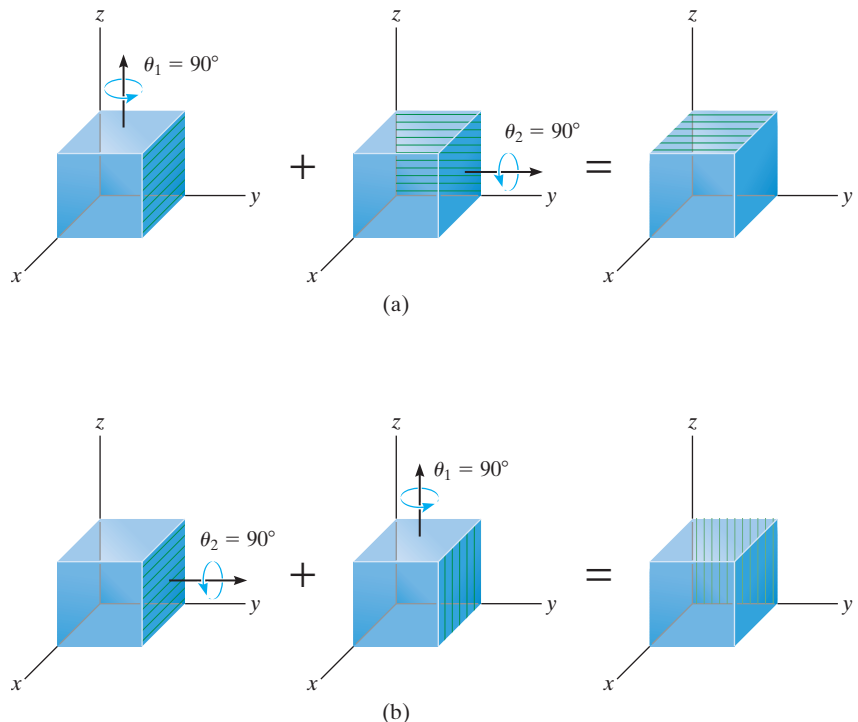 z z z
θ₁ = 90°
θ₂ = 90°
+ =
y y y
x x x
(a)
z z z
θ₁ = 90°
θ₂ = 90°
+ =
y y y
x x x
(b)